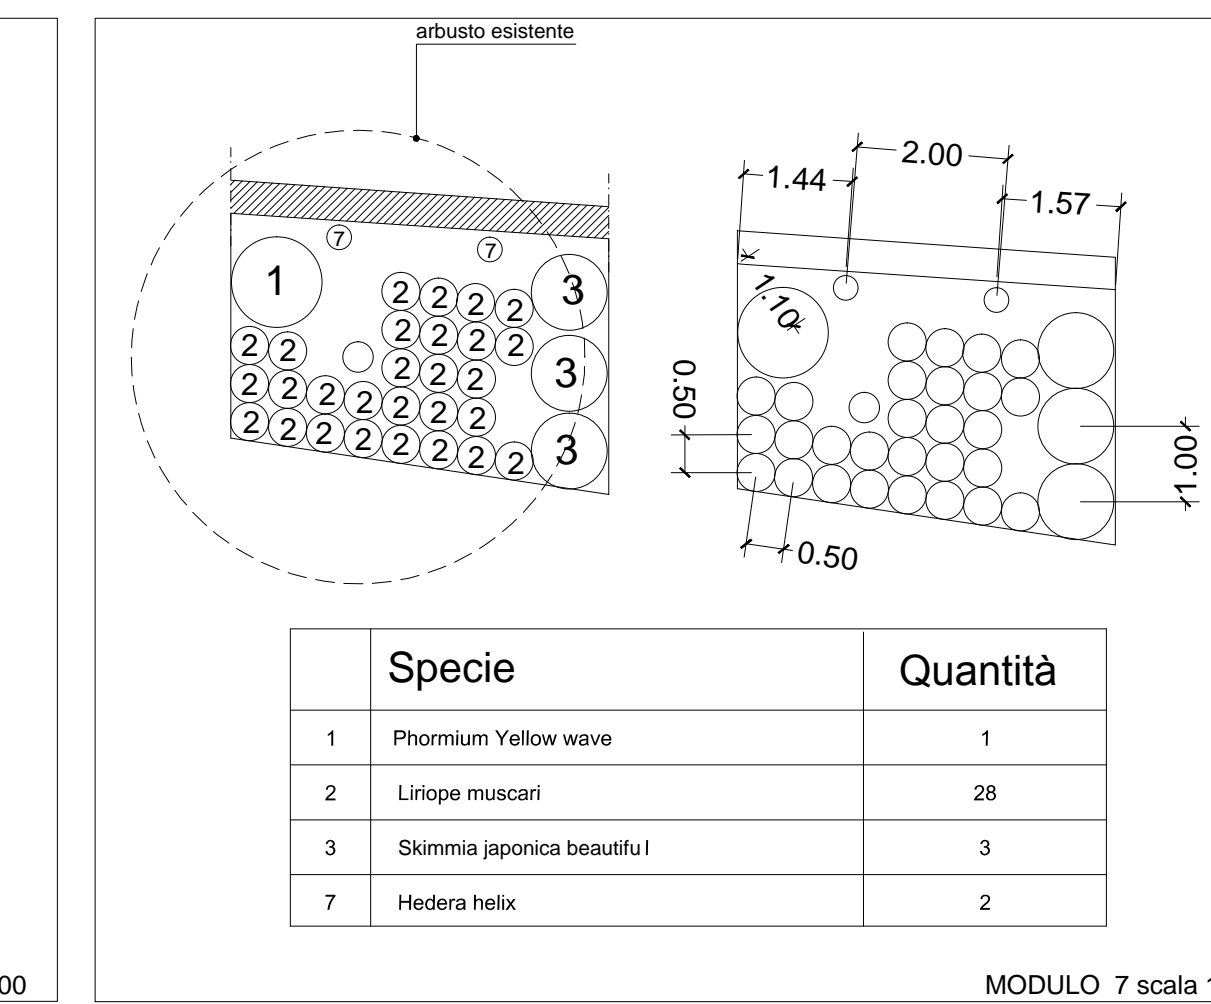 arbusto esistente
7 7
1 3
2 2 2 2
2 2 2 2
2 2 2 2 2 3
2 2 2 2 2 2 2
2 2 2 2 2 2 2 2 3
1.44 2.00 1.57
1.10
0.50
1.00
0.50
Specie Quantità
1 Phormium Yellow wave 1
2 Liriope muscari 28
3 Skimmia japonica beautiful 3
7 Hedera helix 2
00
MODULO 7 scala 1